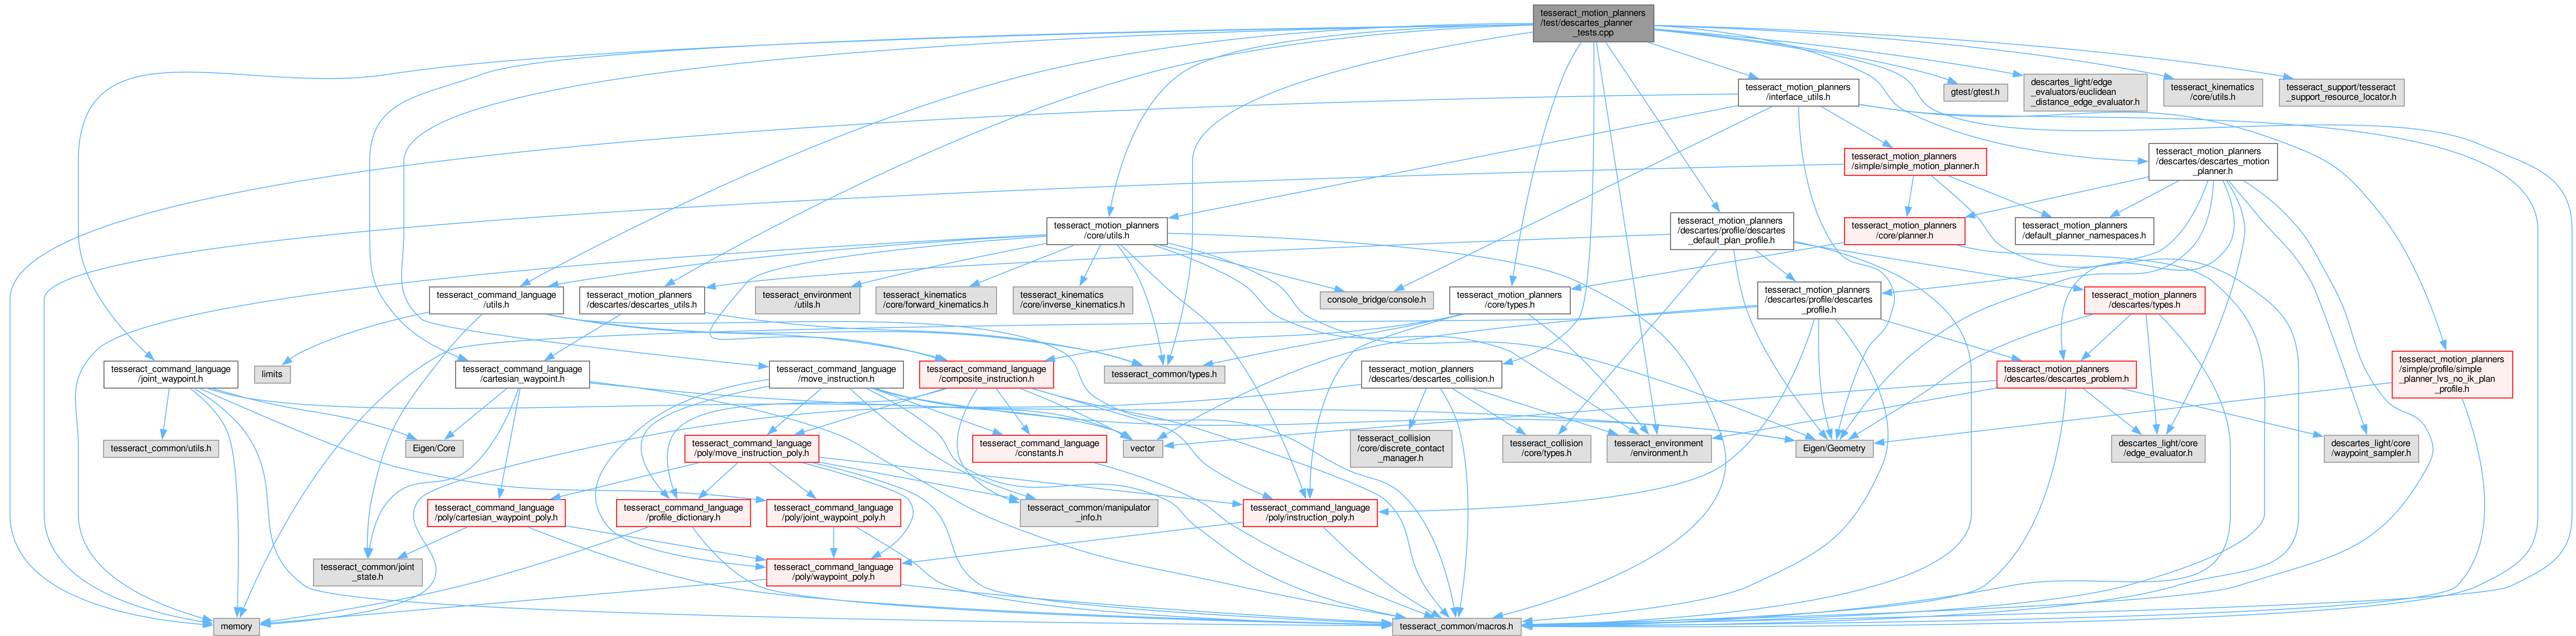 tesseract_motion_planners
/test/descartes_planner
_tests.cpp
tesseract_motion_planners
/interface_utils.h
gtest/gtest.h
descartes_light/edge
_evaluators/euclidean
_distance_edge_evaluator.h
tesseract_kinematics
/core/utils.h
tesseract_support/tesseract
_support_resource_locator.h
tesseract_motion_planners
/simple/simple_motion_planner.h
tesseract_motion_planners
/descartes/descartes_motion
_planner.h
tesseract_motion_planners
/core/utils.h
tesseract_motion_planners
/descartes/profile/descartes
_default_plan_profile.h
tesseract_motion_planners
/core/planner.h
tesseract_motion_planners
/default_planner_namespaces.h
tesseract_command_language
/utils.h
tesseract_motion_planners
/descartes/descartes_utils.h
tesseract_environment
/utils.h
tesseract_kinematics
/core/forward_kinematics.h
tesseract_kinematics
/core/inverse_kinematics.h
console_bridge/console.h
tesseract_motion_planners
/core/types.h
tesseract_motion_planners
/descartes/profile/descartes
_profile.h
tesseract_motion_planners
/descartes/types.h
tesseract_command_language
/joint_waypoint.h
limits
tesseract_command_language
/cartesian_waypoint.h
tesseract_command_language
/move_instruction.h
tesseract_command_language
/composite_instruction.h
tesseract_common/types.h
tesseract_motion_planners
/descartes/descartes_collision.h
tesseract_motion_planners
/descartes/descartes_problem.h
tesseract_motion_planners
/simple/profile/simple
_planner_lvs_no_ik_plan
_profile.h
tesseract_common/utils.h
Eigen/Core
tesseract_command_language
/poly/move_instruction_poly.h
tesseract_command_language
/constants.h
vector
tesseract_collision
/core/discrete_contact
_manager.h
tesseract_collision
/core/types.h
tesseract_environment
/environment.h
Eigen/Geometry
descartes_light/core
/edge_evaluator.h
descartes_light/core
/waypoint_sampler.h
tesseract_command_language
/poly/cartesian_waypoint_poly.h
tesseract_command_language
/profile_dictionary.h
tesseract_command_language
/poly/joint_waypoint_poly.h
tesseract_common/manipulator
_info.h
tesseract_command_language
/poly/instruction_poly.h
tesseract_common/joint
_state.h
tesseract_command_language
/poly/waypoint_poly.h
memory
tesseract_common/macros.h